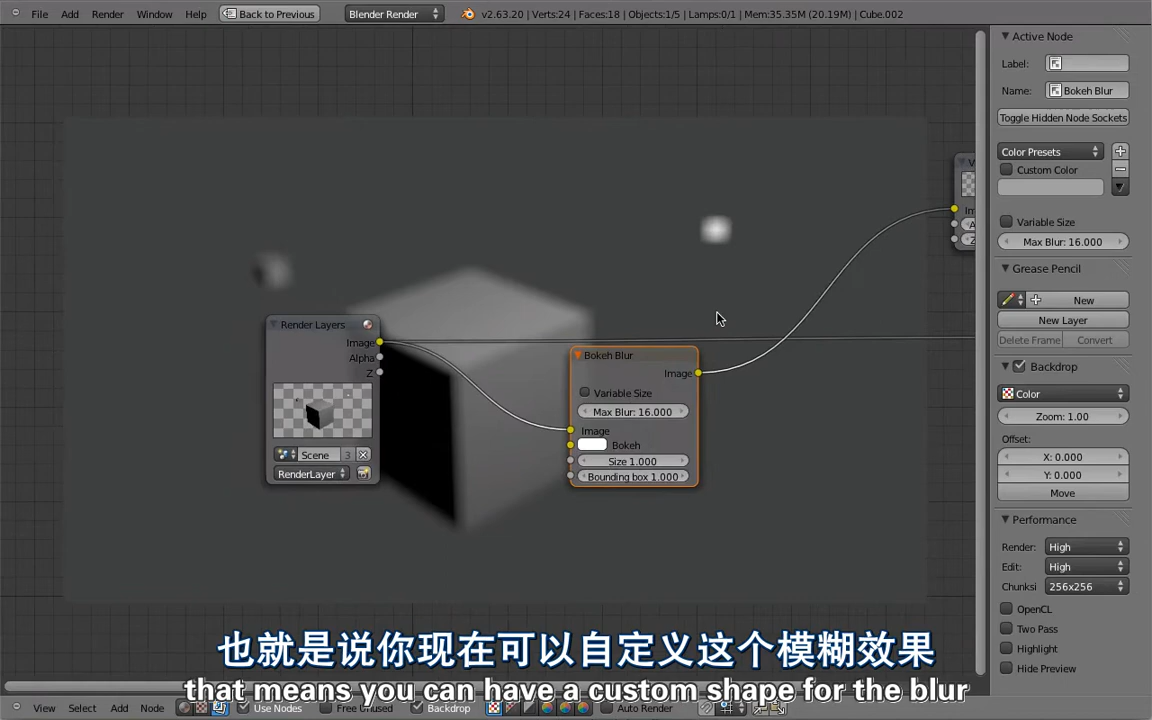 File Add Render Window Help Back to Previous Blender Render v2.63.20 | Verts:24 | Faces:18 | Objects:1/5 | Lamps:0/1 | Mem:35.35M (20.19M) | Cube.002
Active Node
Label:
Name: Bokeh Blur
Toggle Hidden Node Sockets
Color Presets
Custom Color
Variable Size
Max Blur: 16.000
Grease Pencil
New
New Layer
Delete Frame Convert
Backdrop
Color
Zoom: 1.00
Offset:
X: 0.000
Y: 0.000
Move
Performance
Render: High
Edit: High
Chunksi 256x256
OpenCL
Two Pass
Highlight
Hide Preview
Render Layers
Image
Alpha
Z
Scene 3
RenderLayer
Bokeh Blur
Image
Variable Size
Max Blur: 16.000
Image
Bokeh
Size 1.000
Bounding box 1.000
也就是说你现在可以自定义这个模糊效果
that means you can have a custom shape for the blur
View Select Add Node Use Nodes Free Unused Backdrop Auto Render